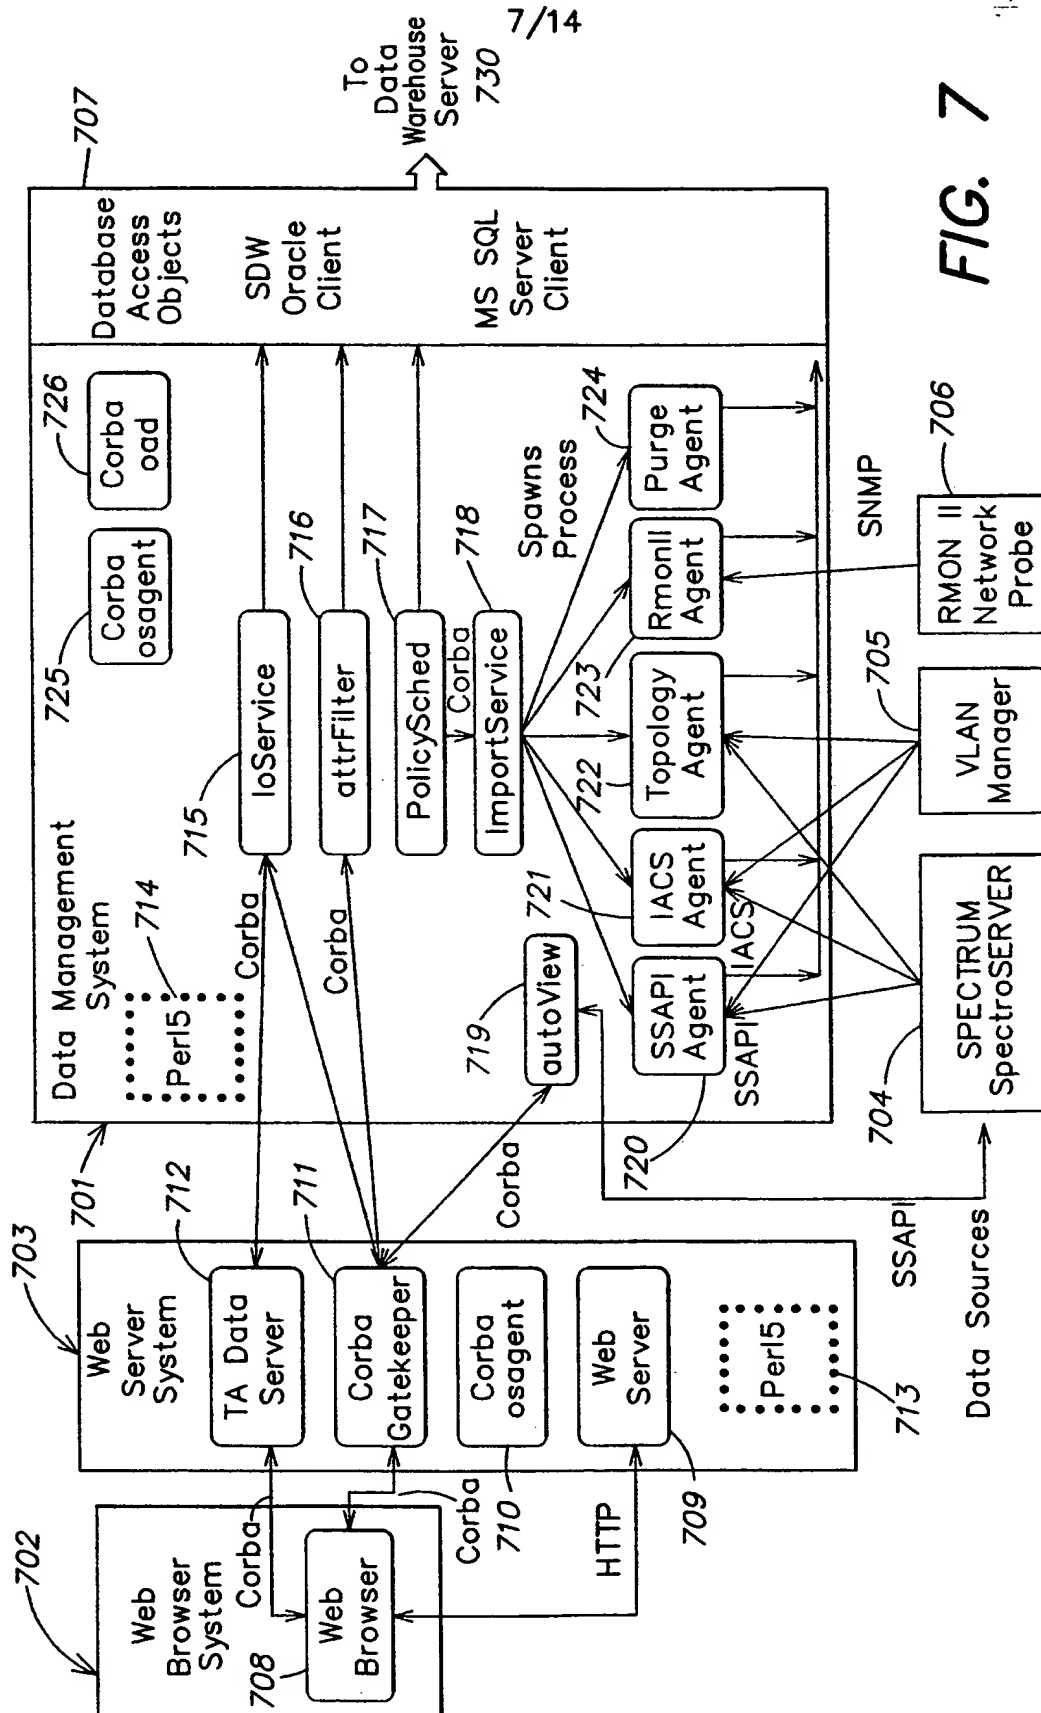 7/14
702
Web
Browser
System
708
Web
Browser
Corba
Corba
HTTP
703
Web
Server
System
TA Data
Server
712
Corba
Gatekeeper
711
Corba
osagent
710
Web
Server
709
Perl5
713
701
Data Management
System
Perl5
714
Corba
osagent
725
Corba
oad
726
Corba
715
IoService
Corba
attrFilter
716
PolicySched
717
Corba
ImportService
718
Corba
719
autoView
Spawns
Process
SSAPI
Agent
720
SSAPI
721
IACS
Agent
IACS
722
Topology
Agent
723
RmonII
Agent
Purge
Agent
724
SNMP
707
Database
Access
Objects
SDW
Oracle
Client
MS SQL
Server
Client
To
Data
Warehouse
Server
730
SSAPI
Data Sources
704
SPECTRUM
SpectroSERVER
705
VLAN
Manager
706
RMON II
Network
Probe
FIG. 7